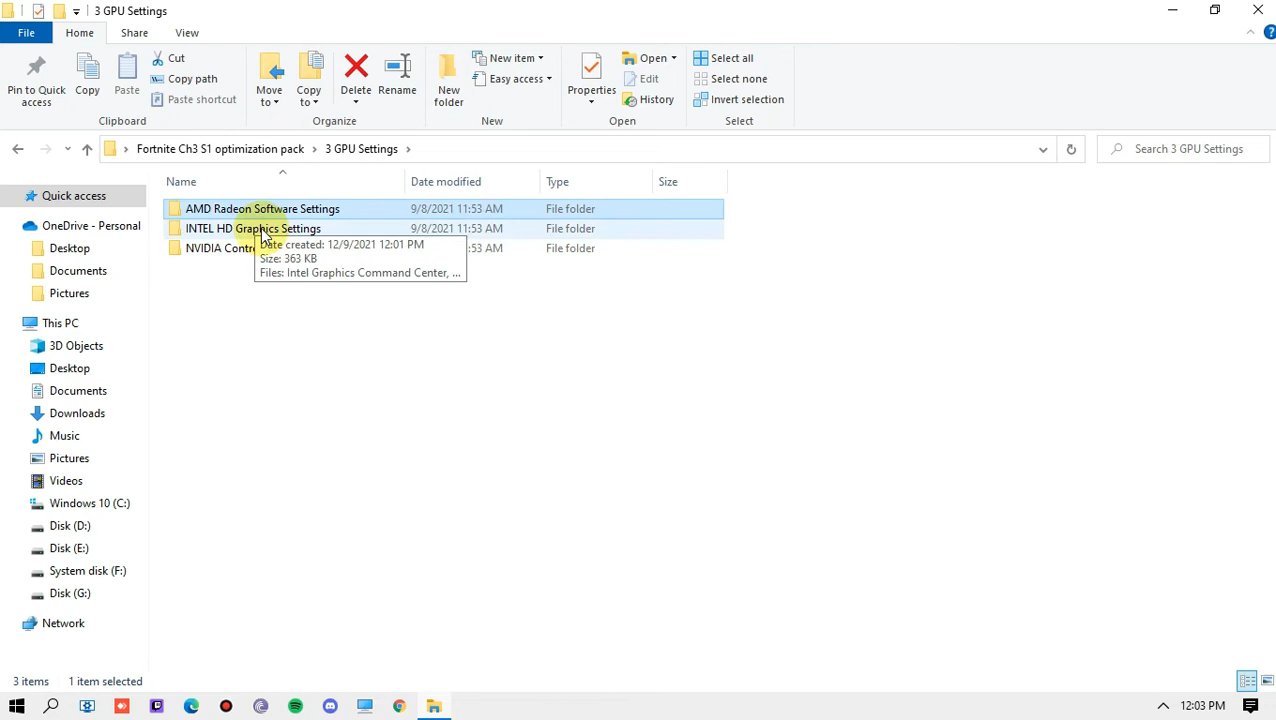 3 GPU Settings
File
Home
Share
View
Pin to Quick access
Copy
Paste
Cut
Copy path
Paste shortcut
Clipboard
Move to
Copy to
Delete
Rename
Organize
New folder
New item
Easy access
New
Properties
Open
Edit
History
Open
Select all
Select none
Invert selection
Select
Fortnite Ch3 S1 optimization pack
3 GPU Settings
Search 3 GPU Settings
Name
Date modified
Type
Size
AMD Radeon Software Settings 9/8/2021 11:53 AM File folder
INTEL HD Graphics Settings 9/8/2021 11:53 AM File folder
NVIDIA :53 AM File folder
Date created: 12/9/2021 12:01 PM
Size: 363 KB
Files: Intel Graphics Command Center, ...
Quick access
OneDrive - Personal
Desktop
Documents
Pictures
This PC
3D Objects
Desktop
Documents
Downloads
Music
Pictures
Videos
Windows 10 (C:)
Disk (D:)
Disk (E:)
System disk (F:)
Disk (G:)
Network
3 items 1 item selected
12:03 PM